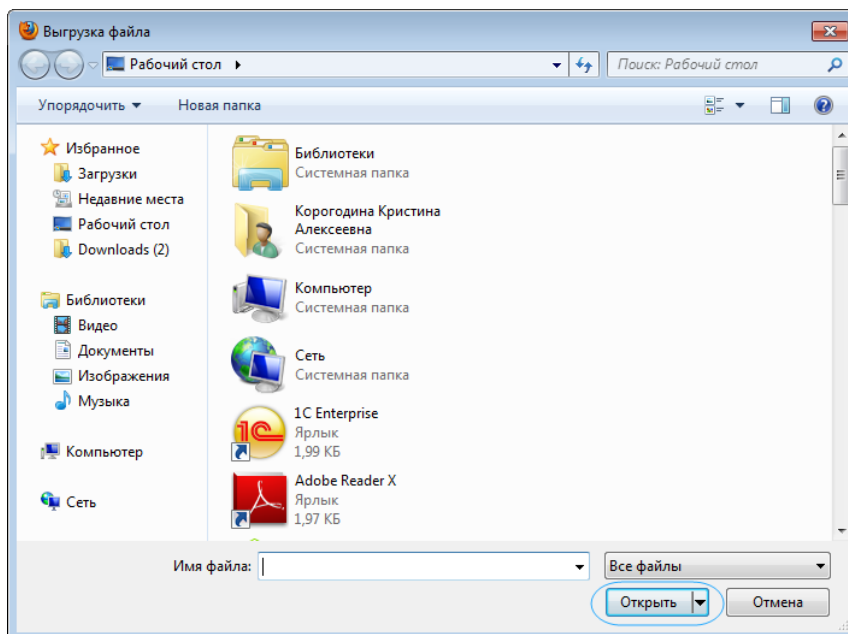 Выгрузка файла
Рабочий стол
Поиск: Рабочий стол
Упорядочить
Новая папка
Избранное
Загрузки
Недавние места
Рабочий стол
Downloads (2)
Библиотеки
Видео
Документы
Изображения
Музыка
Компьютер
Сеть
Библиотеки
Системная папка
Корогодина Кристина
Алексеевна
Системная папка
Компьютер
Системная папка
Сеть
Системная папка
1C Enterprise
Ярлык
1,99 КБ
Adobe Reader X
Ярлык
1,97 КБ
Имя файла:
Все файлы
Открыть
Отмена